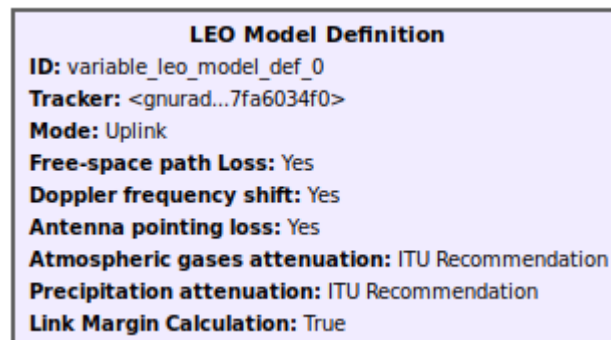 LEO Model Definition
ID: variable_leo_model_def_0
Tracker: <gnurad...7fa6034f0>
Mode: Uplink
Free-space path Loss: Yes
Doppler frequency shift: Yes
Antenna pointing loss: Yes
Atmospheric gases attenuation: ITU Recommendation
Precipitation attenuation: ITU Recommendation
Link Margin Calculation: True